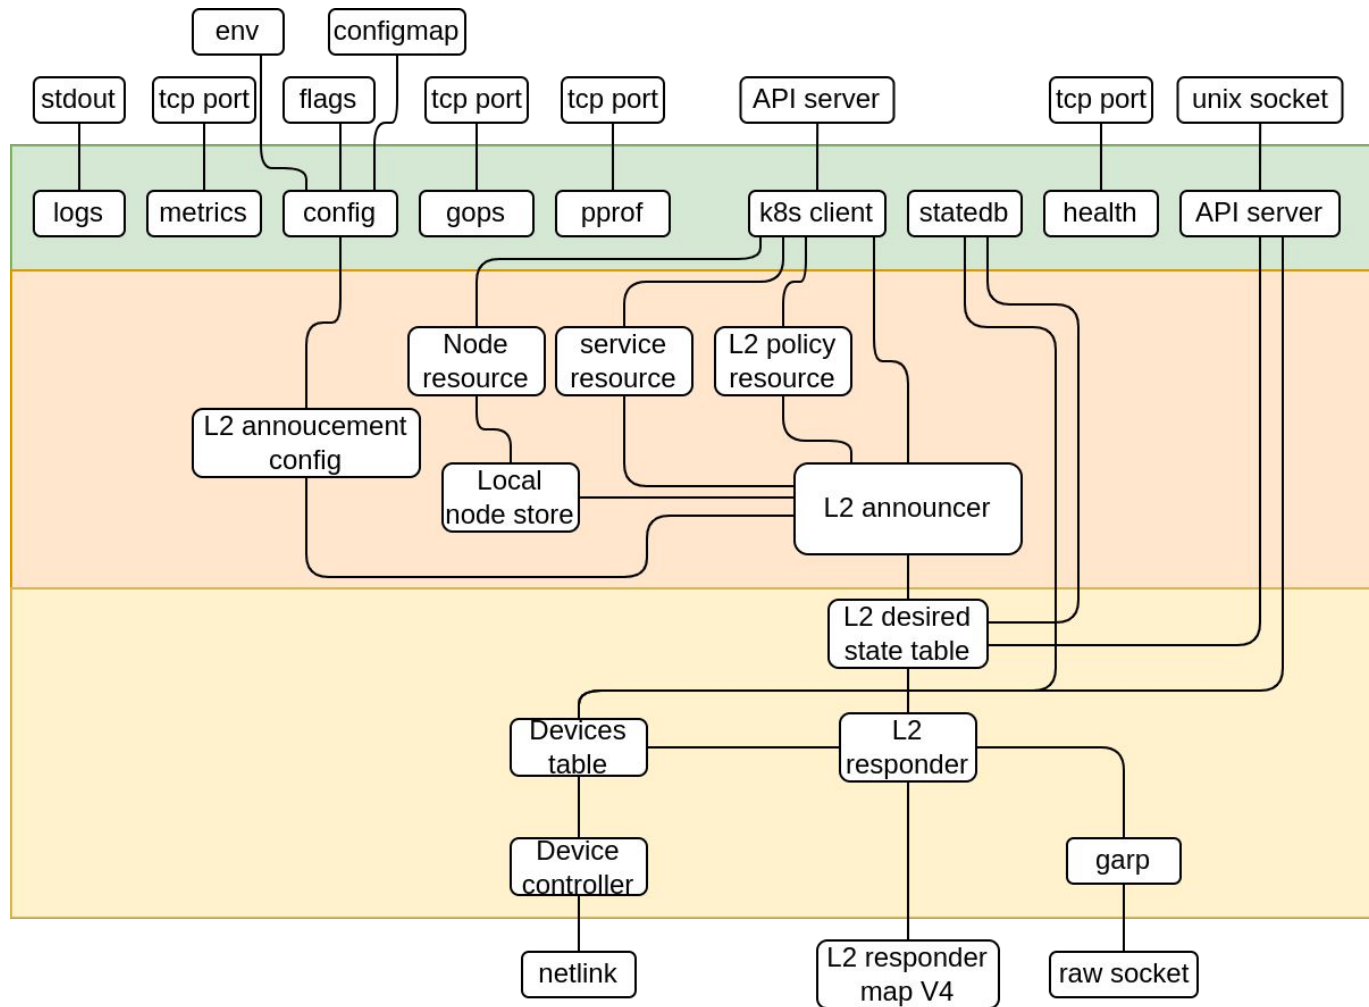 env
configmap
stdout
tcp port
flags
tcp port
tcp port
API server
tcp port
unix socket
logs
metrics
config
gops
pprof
k8s client
statedb
health
API server
Node
resource
service
resource
L2 policy
resource
L2 annoucement
config
Local
node store
L2 announcer
L2 desired
state table
Devices
table
L2
responder
Device
controller
garp
netlink
L2 responder
map V4
raw socket